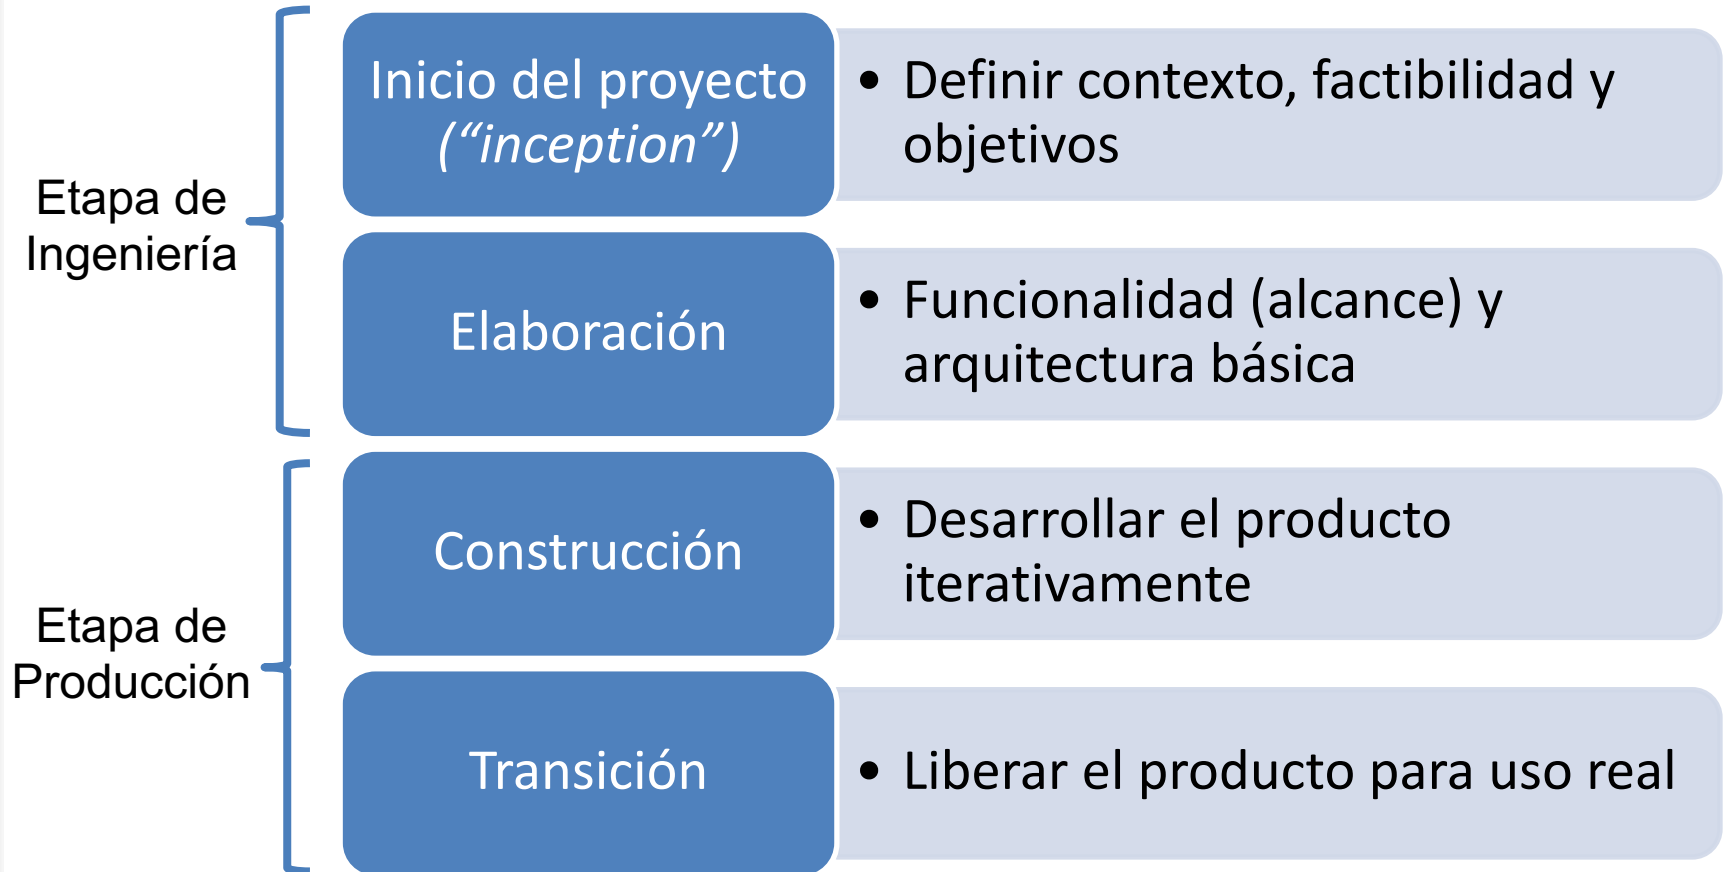 Etapa de
Ingeniería
Inicio del proyecto
(“inception”)
• Definir contexto, factibilidad y
objetivos
Elaboración
• Funcionalidad (alcance) y
arquitectura básica
Etapa de
Producción
Construcción
• Desarrollar el producto
iterativamente
Transición
• Liberar el producto para uso real